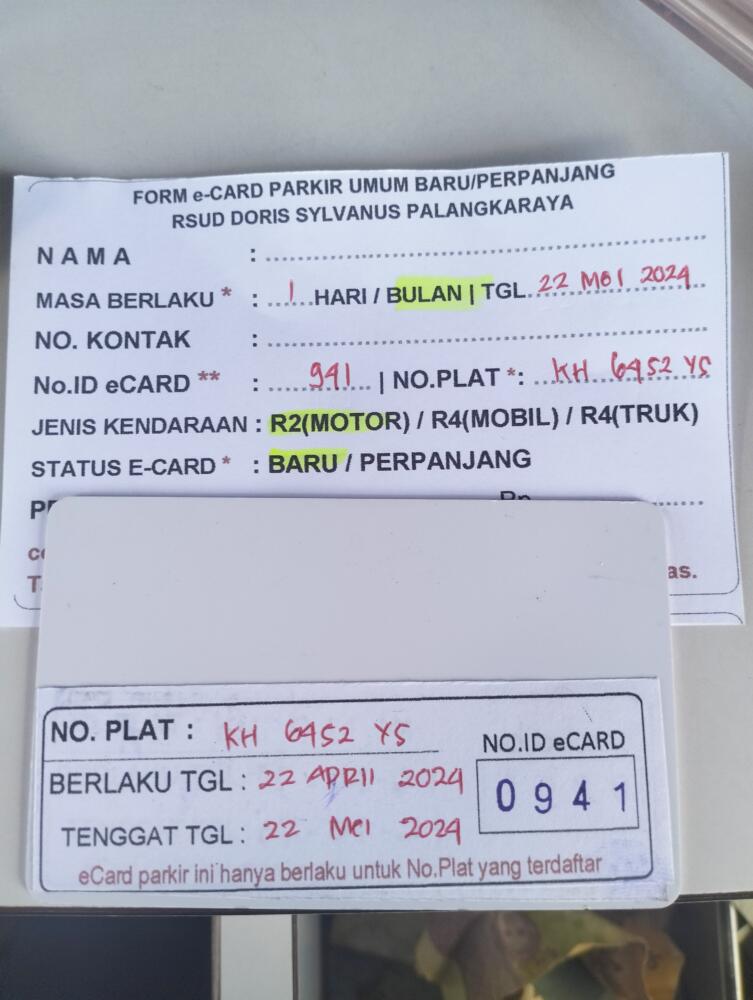 FORM e-CARD PARKIR UMUM BARU/PERPANJANG
RSUD DORIS SYLVANUS PALANGKARAYA
N A M A :
MASA BERLAKU * : 1 HARI / BULAN | TGL. 22 MEI 2024
NO. KONTAK :
No.ID eCARD ** : 941 | NO.PLAT *: KH 6452 YS
JENIS KENDARAAN : R2(MOTOR) / R4(MOBIL) / R4(TRUK)
STATUS E-CARD * : BARU / PERPANJANG
as.
NO. PLAT : KH 6452 YS
NO.ID eCARD
BERLAKU TGL : 22 APRIl 2024
0941
TENGGAT TGL : 22 MEI 2024
eCard parkir ini hanya berlaku untuk No.Plat yang terdaftar